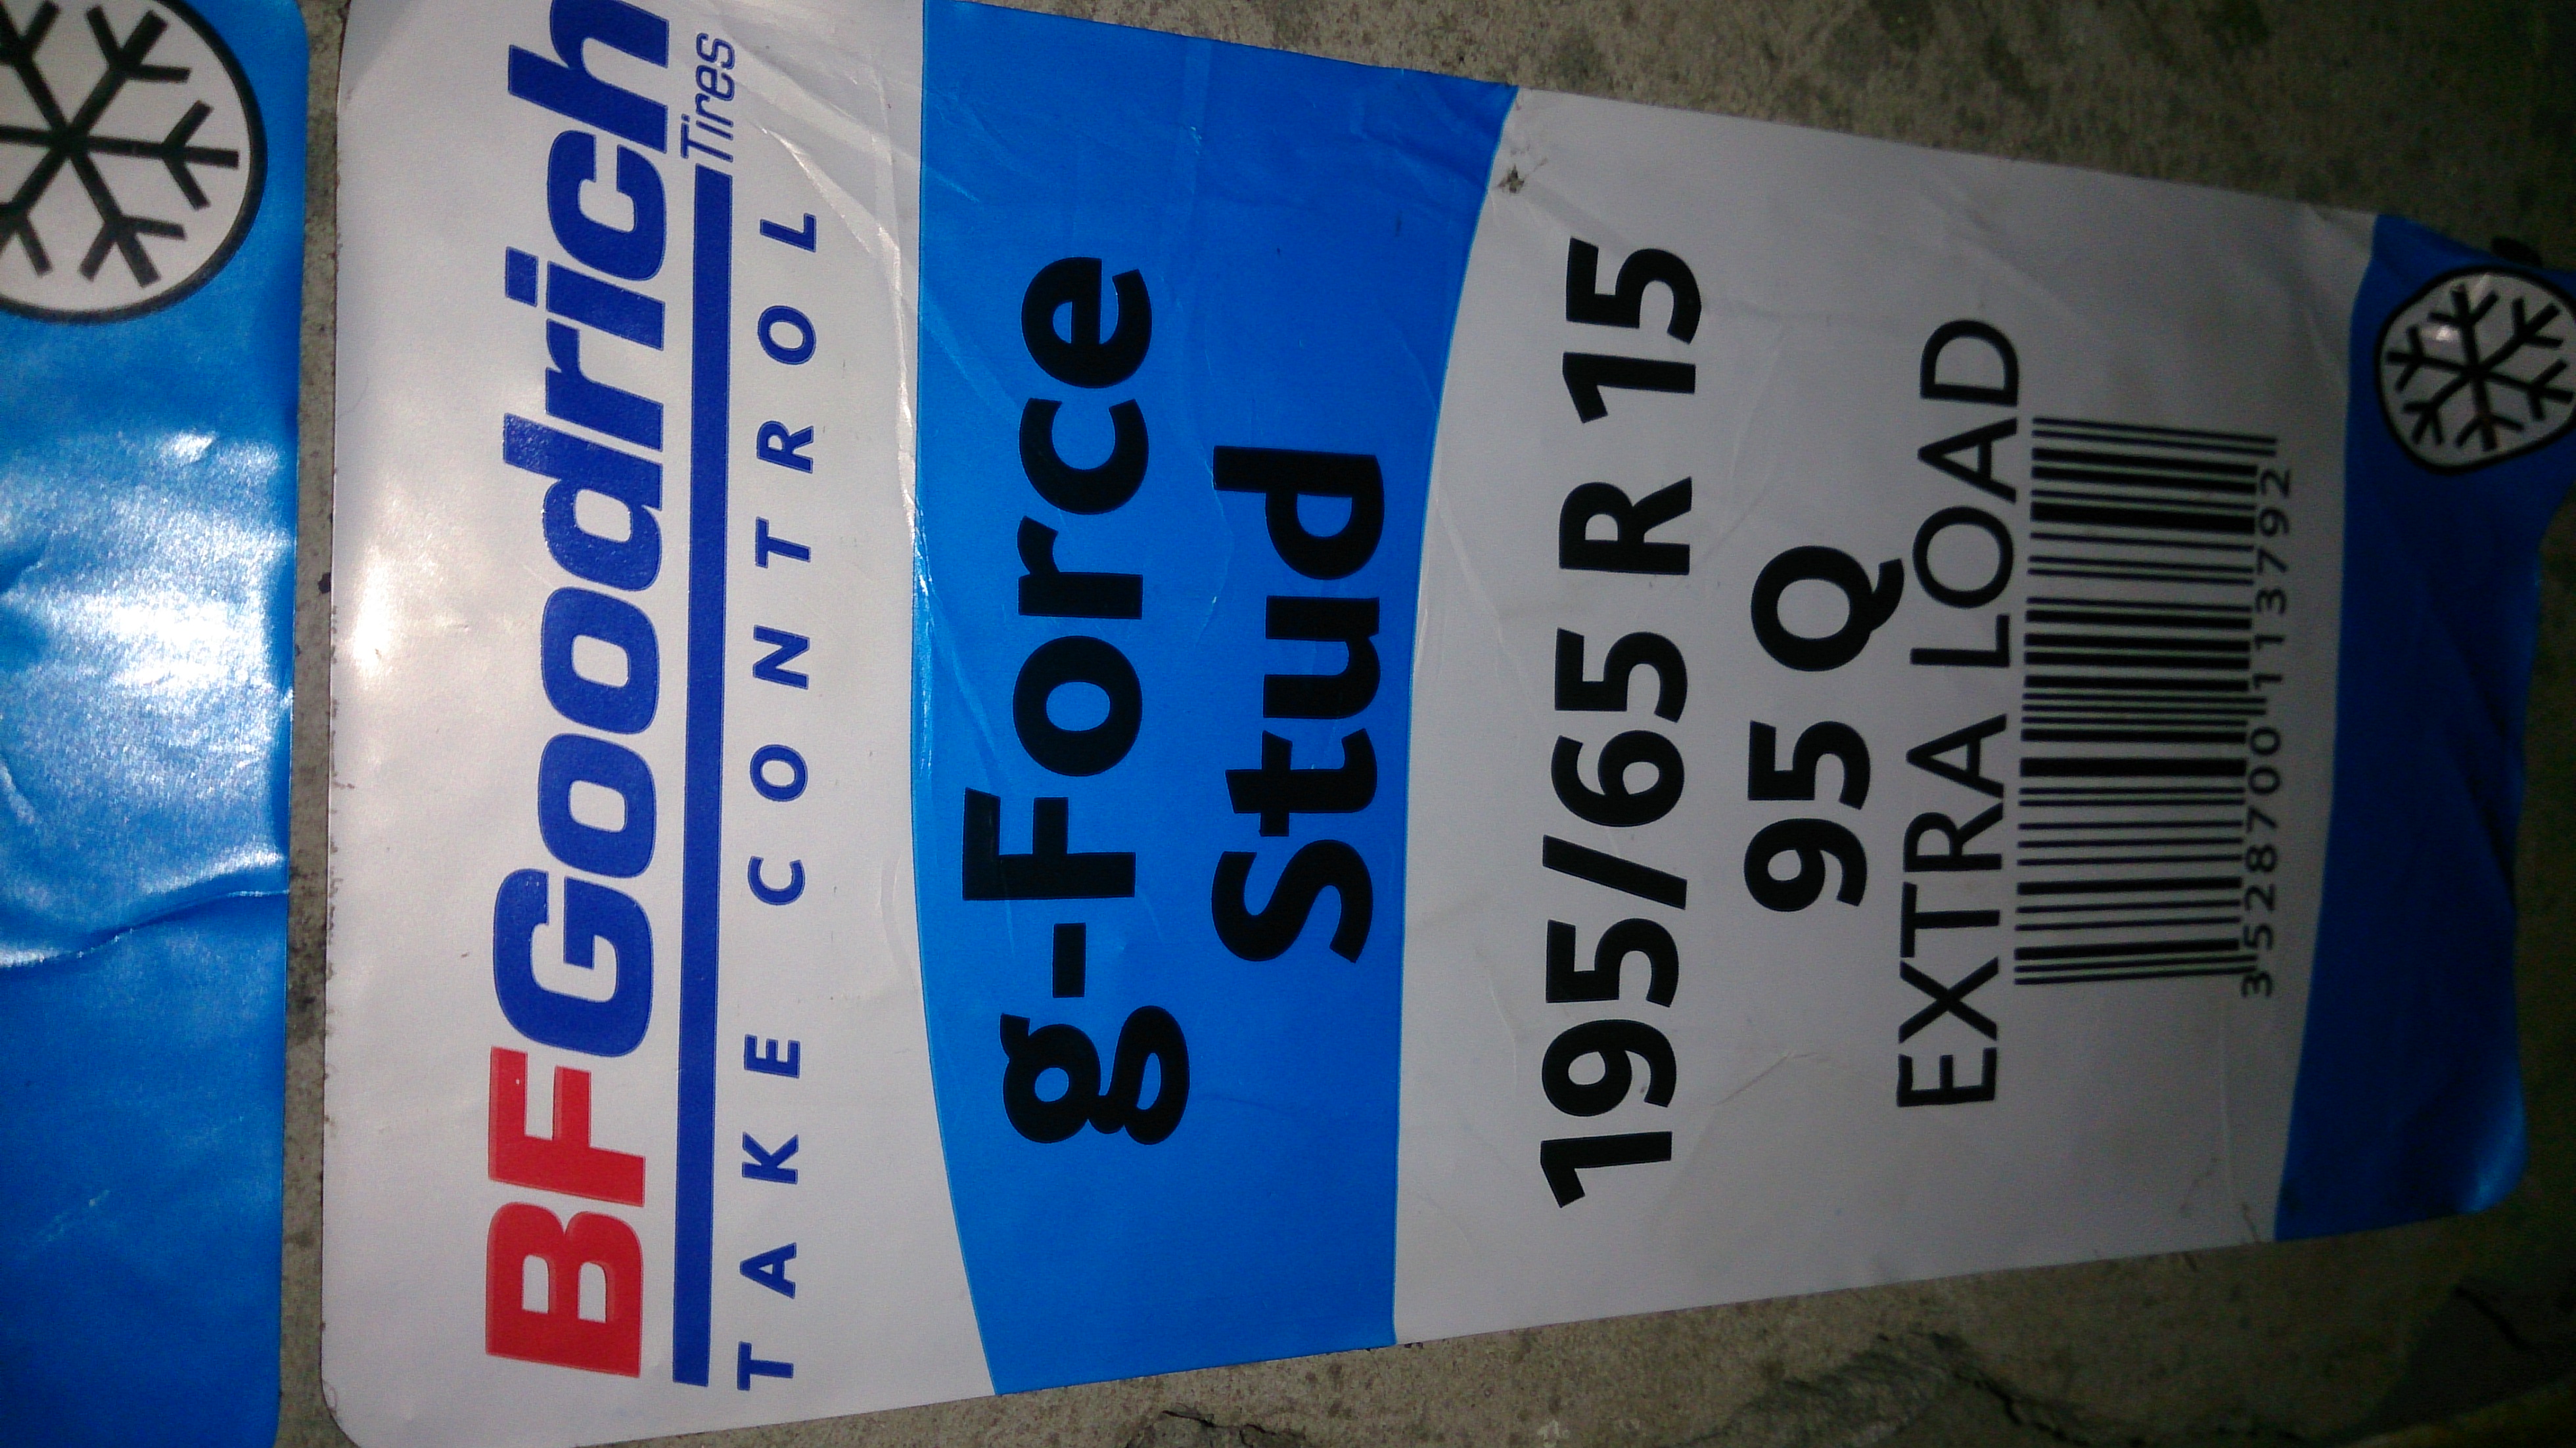 BFGoodrich
Tires
TAKE CONTROL
g-Force
Stud
195/65 R 15
95 Q
EXTRA LOAD
3528700113792